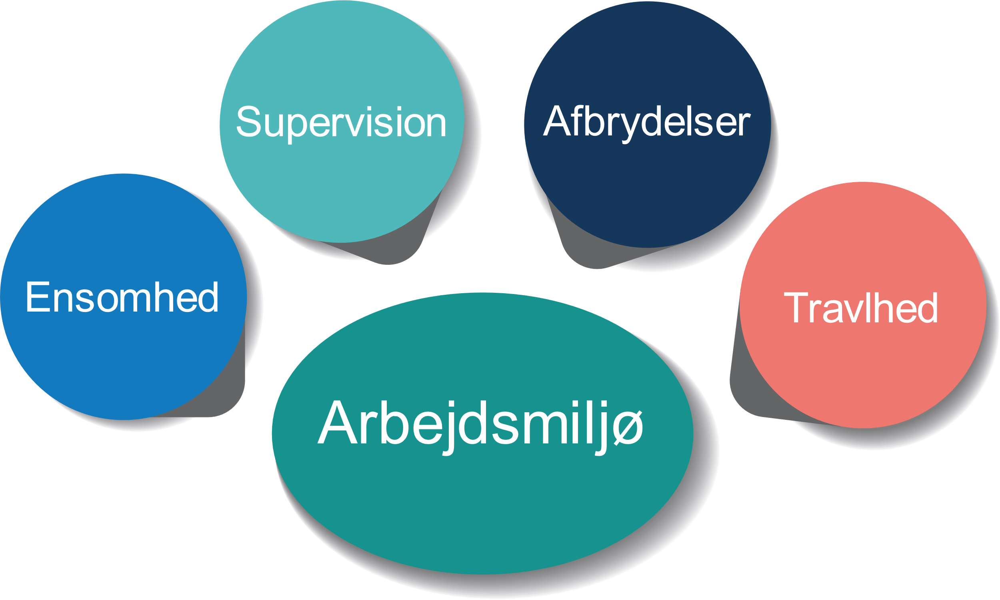 Supervision
Afbrydelser
Ensomhed
Travlhed
Arbejdsmiljø